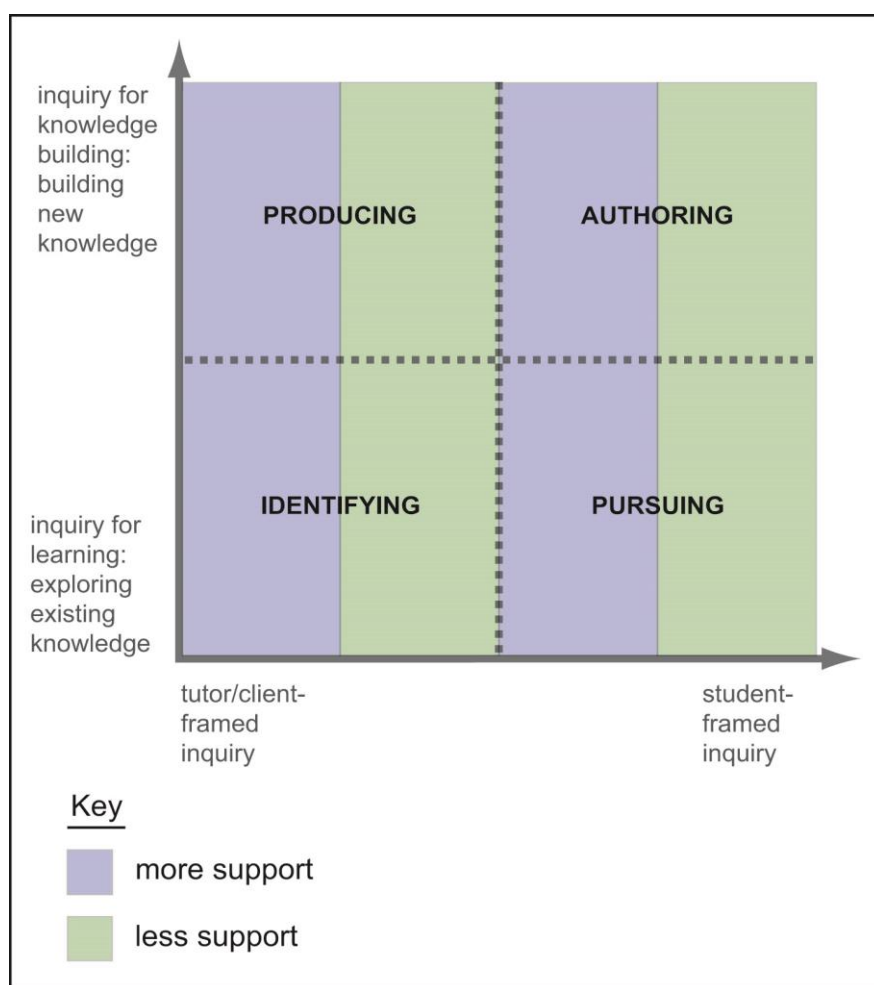 inquiry for
knowledge
building:
building
new
knowledge
PRODUCING
AUTHORING
IDENTIFYING
PURSUING
inquiry for
learning:
exploring
existing
knowledge
tutor/client-
framed
inquiry
student-
framed
inquiry
Key
more support
less support